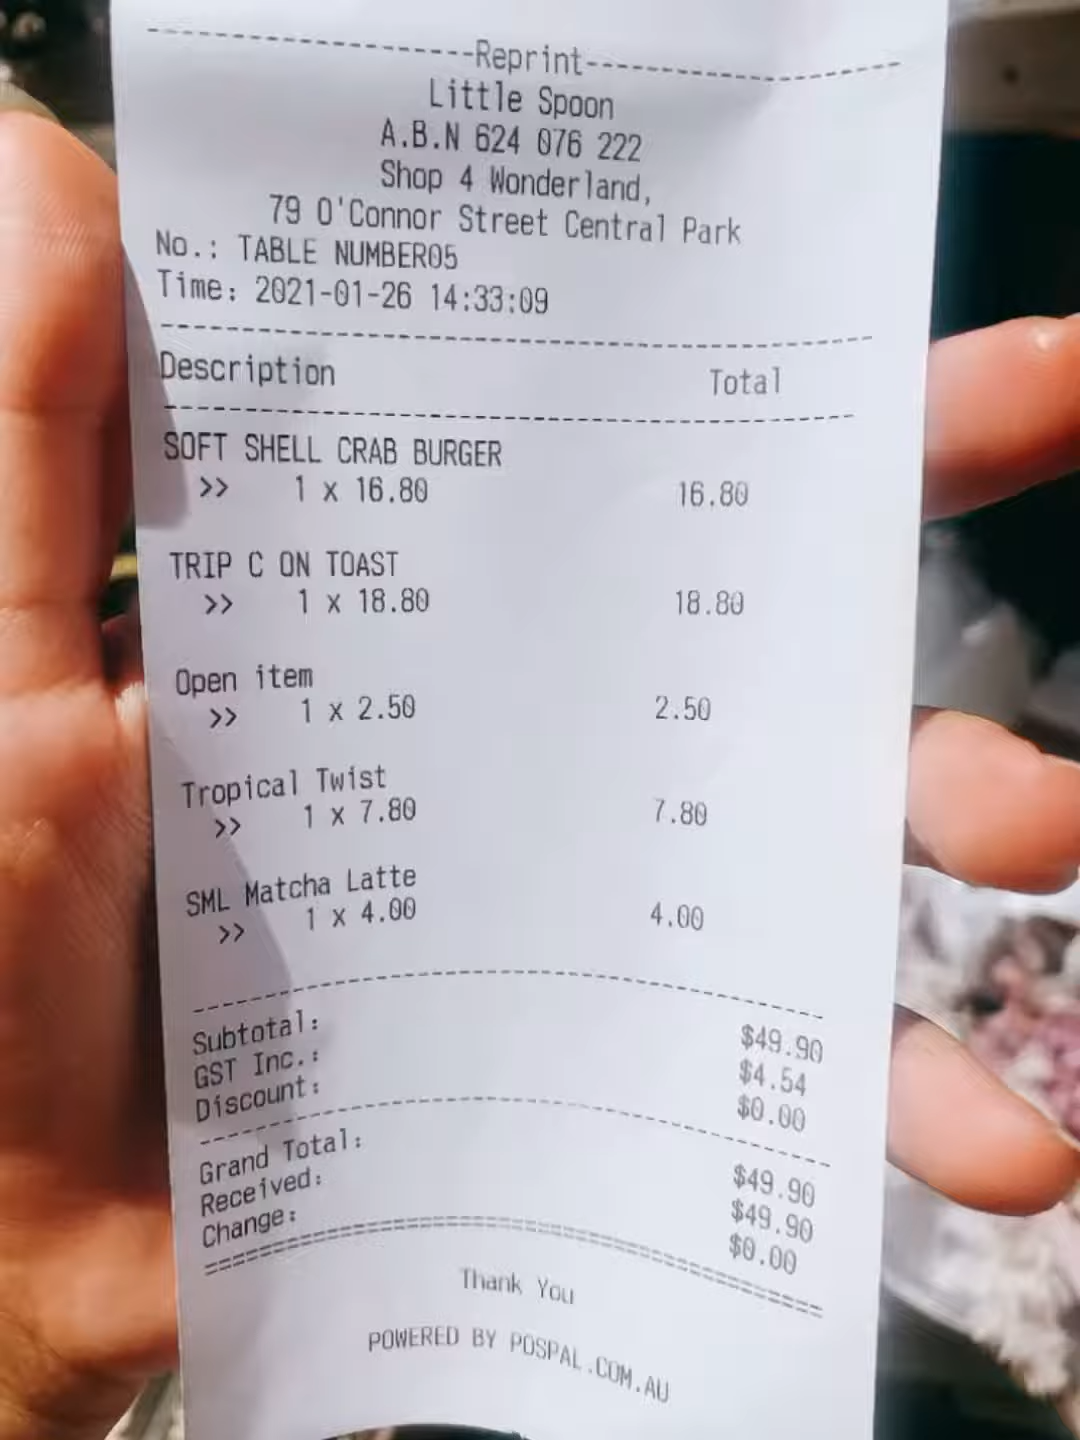 --------------------Reprint--------------------
Little Spoon
A.B.N 624 076 222
Shop 4 Wonderland,
79 O'Connor Street Central Park
No.: TABLE NUMBER05
Time: 2021-01-26 14:33:09
Description Total
SOFT SHELL CRAB BURGER
>> 1 x 16.80 16.80
TRIP C ON TOAST
>> 1 x 18.80 18.80
Open item
>> 1 x 2.50 2.50
Tropical Twist
>> 1 x 7.80 7.80
SML Matcha Latte
>> 1 x 4.00 4.00
Subtotal: $49.90
GST Inc.: $4.54
Discount: $0.00
Grand Total: $49.90
Received: $49.90
Change: $0.00
Thank You
POWERED BY POSPAL.COM.AU